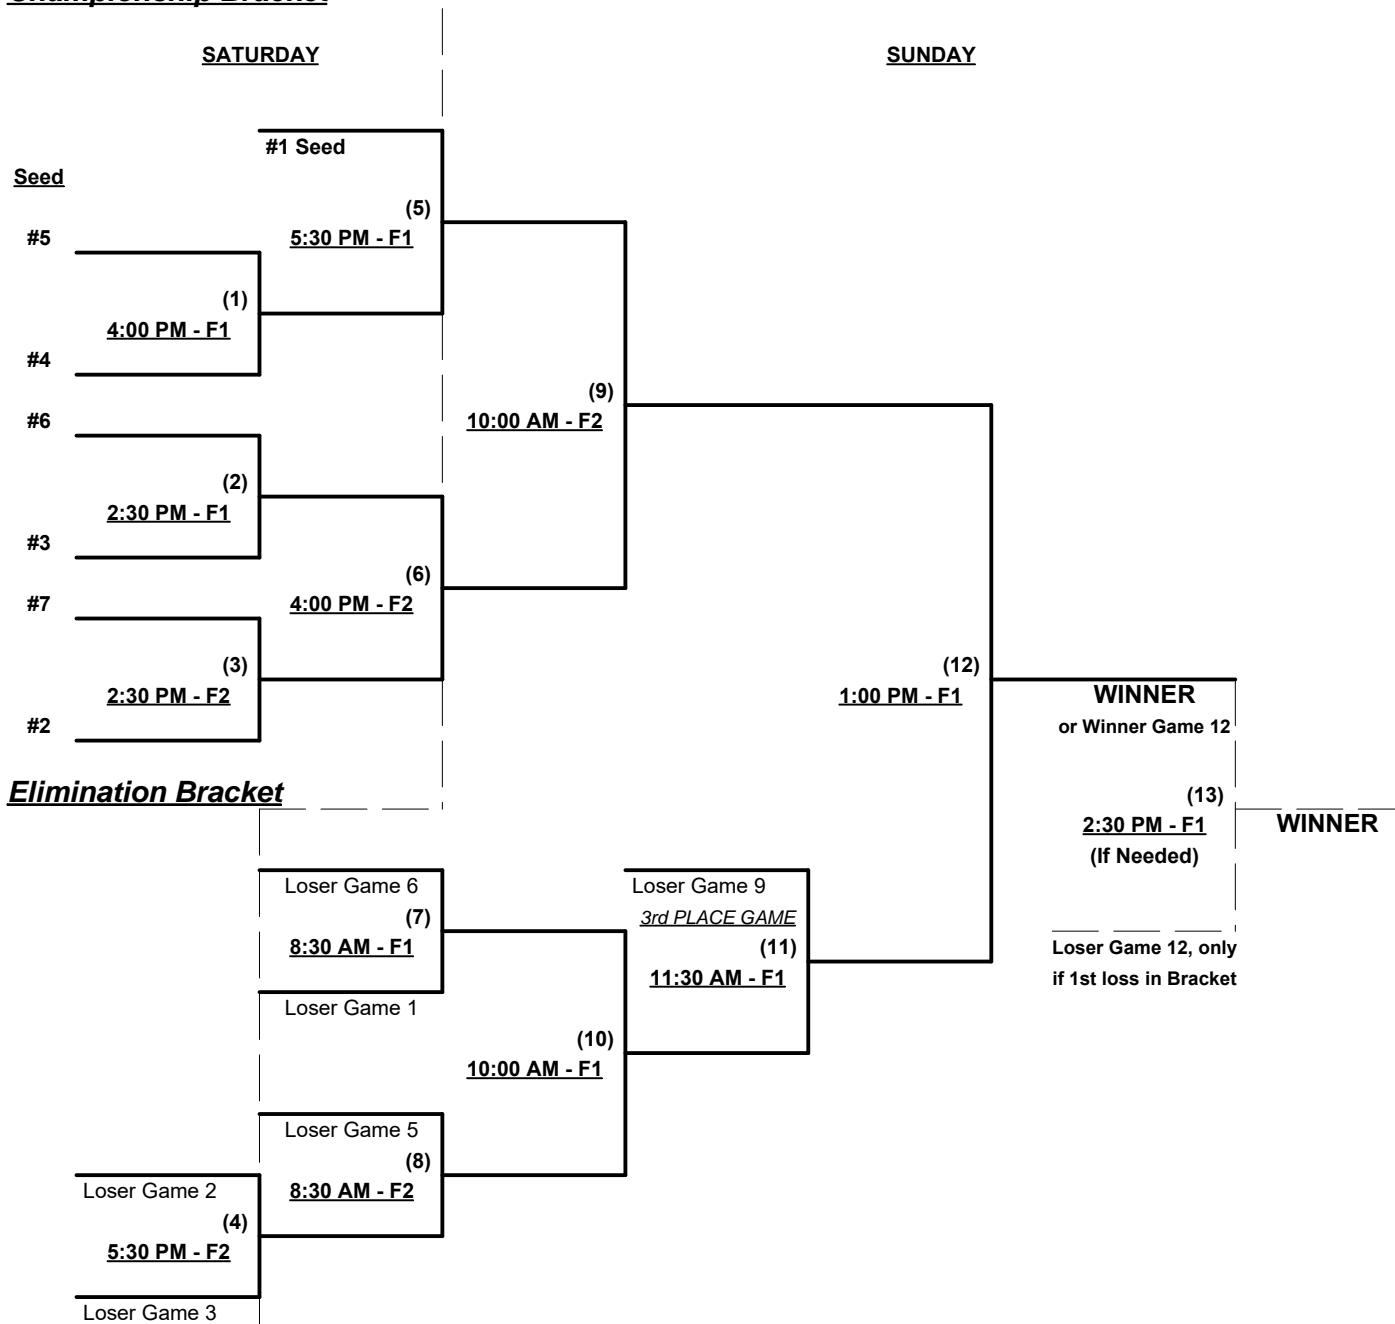 Championship Bracket
SATURDAY
SUNDAY
#1 Seed
Seed
(5)
5:30 PM - F1
#5
(1)
4:00 PM - F1
#4
(9)
10:00 AM - F2
#6
(2)
2:30 PM - F1
#3
(6)
4:00 PM - F2
#7
(3)
2:30 PM - F2
#2
(12)
1:00 PM - F1
WINNER
or Winner Game 12
Elimination Bracket
(13)
2:30 PM - F1
(If Needed)
WINNER
Loser Game 6
(7)
8:30 AM - F1
Loser Game 1
Loser Game 9
3rd PLACE GAME
(11)
11:30 AM - F1
Loser Game 12, only
if 1st loss in Bracket
(10)
10:00 AM - F1
Loser Game 5
(8)
8:30 AM - F2
Loser Game 2
(4)
5:30 PM - F2
Loser Game 3